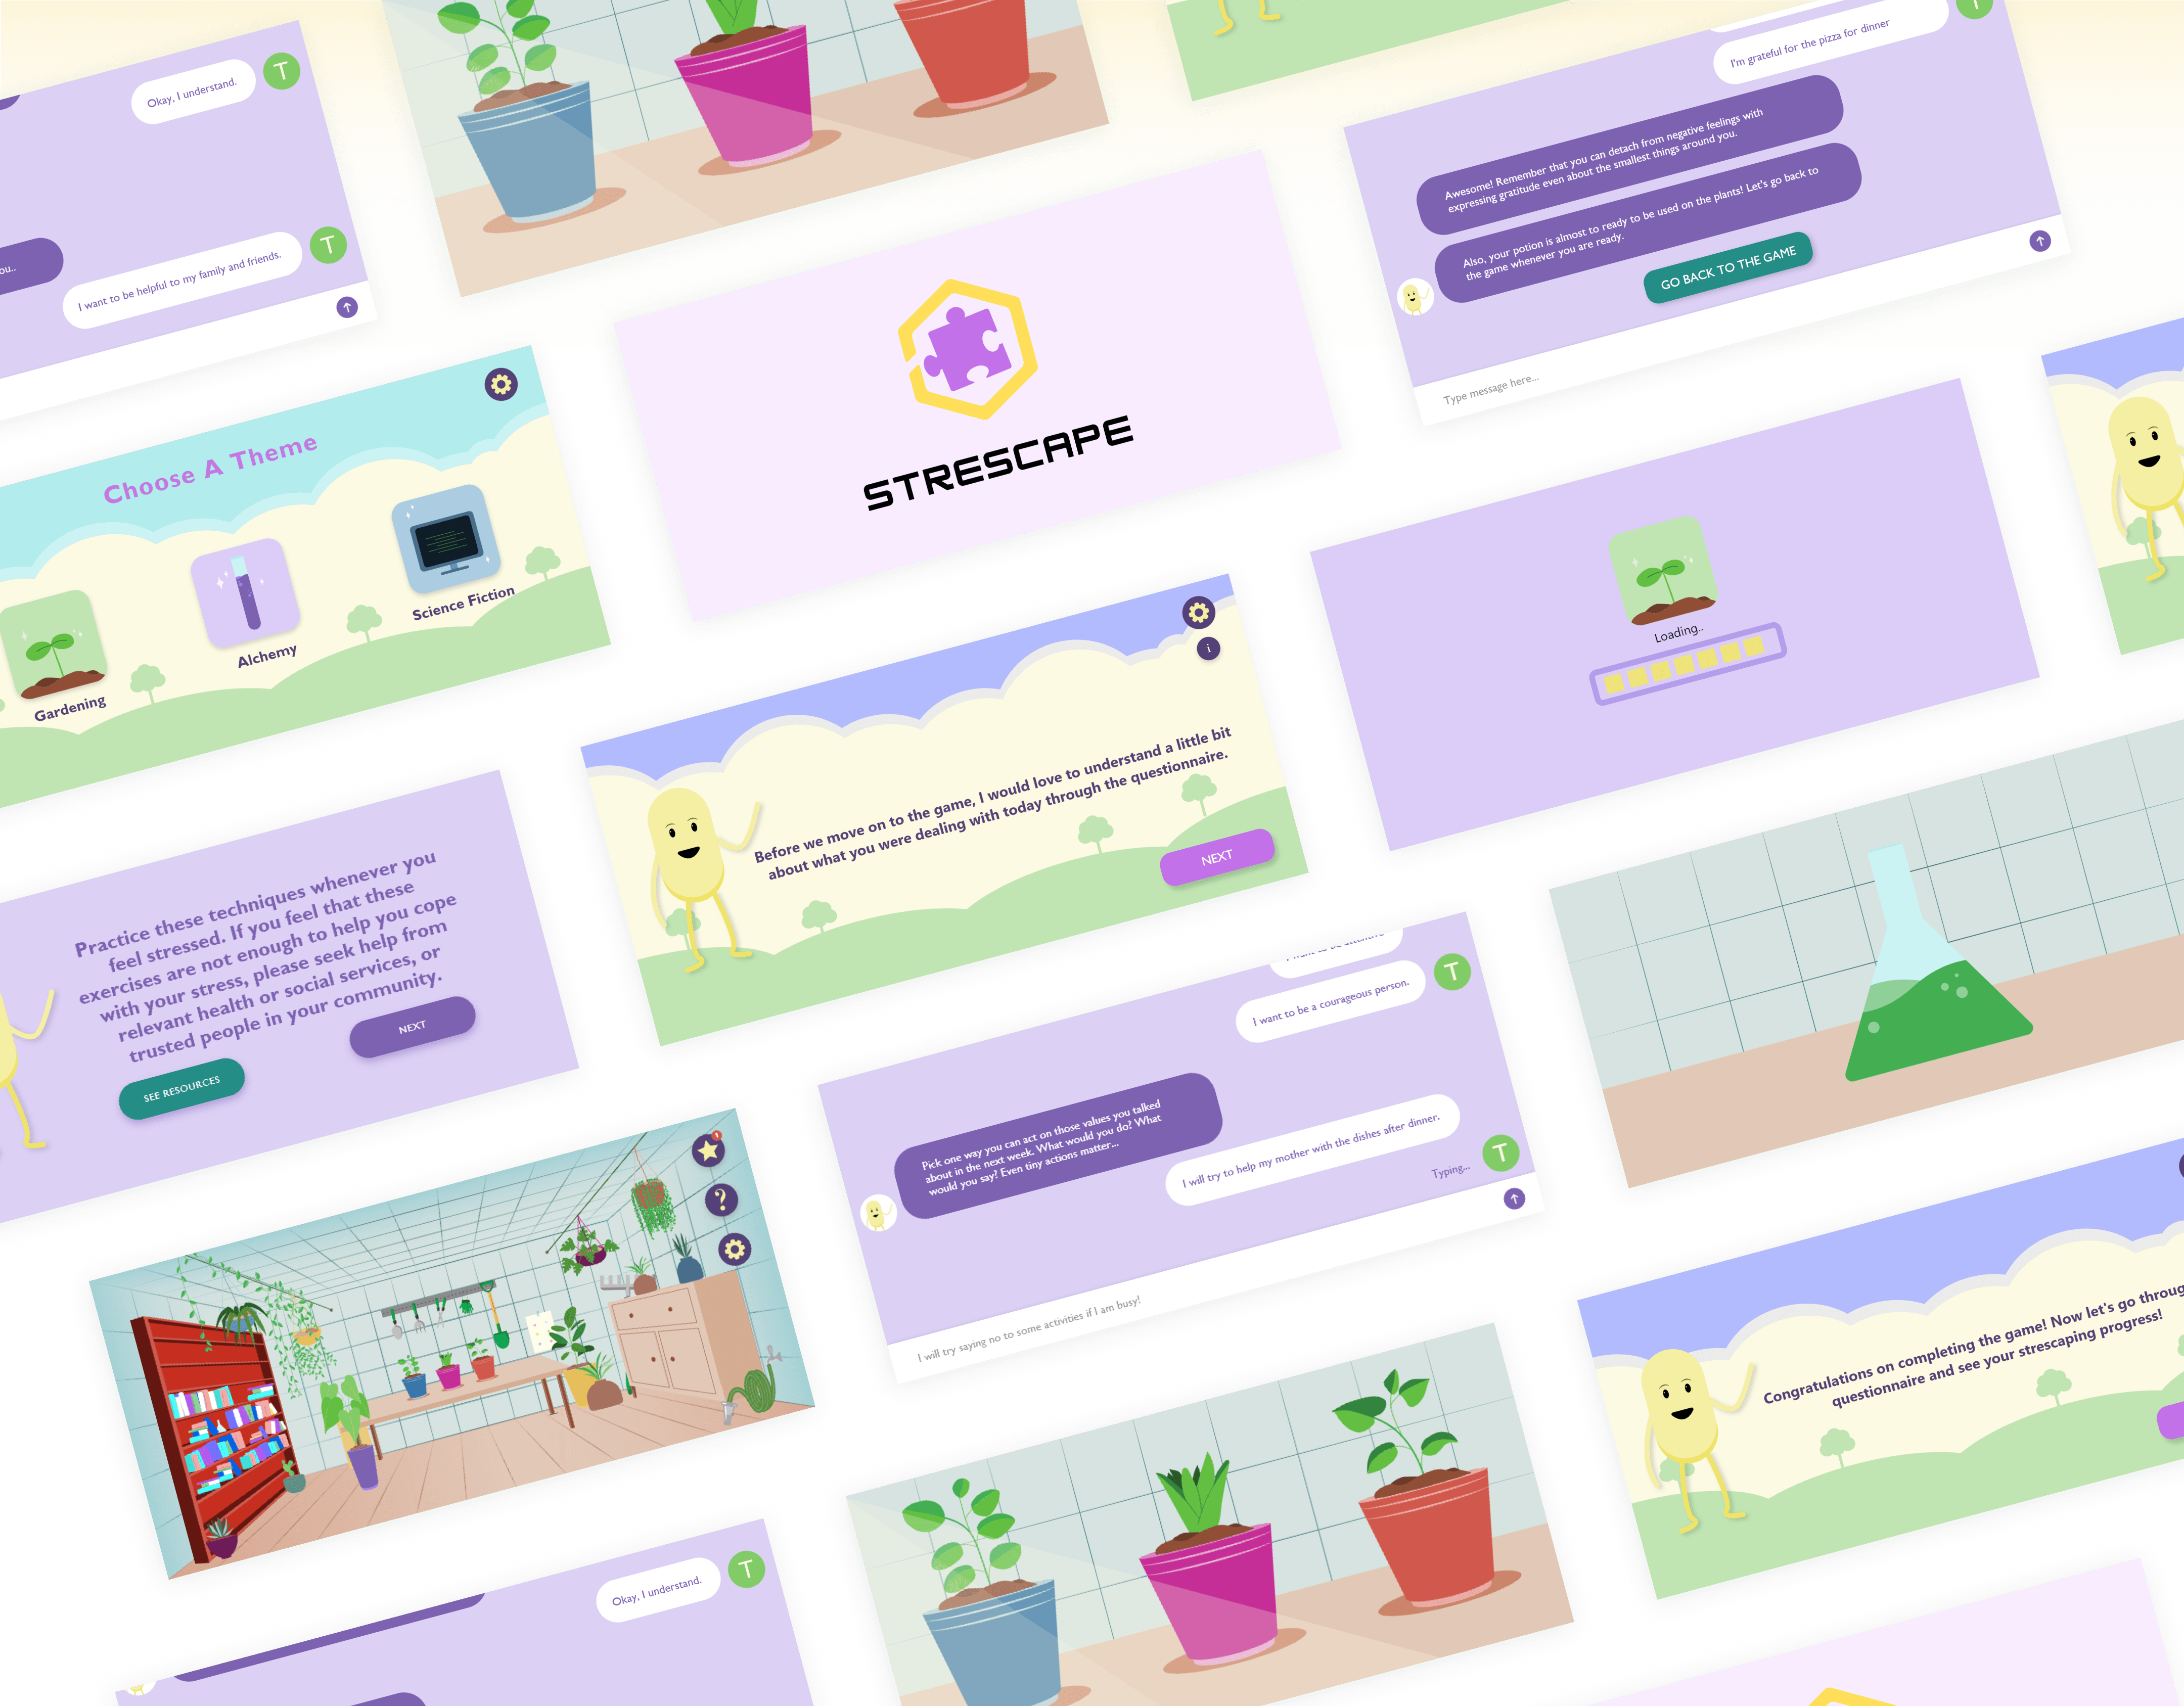 Okay, I understand.
T
ou..
I want to be helpful to my family and friends.
T
I'm grateful for the pizza for dinner
T
Awesome! Remember that you can detach from negative feelings with
expressing gratitude even about the smallest things around you.
Also, your potion is almost to ready to be used on the plants! Let's go back to
the game whenever you are ready.
GO BACK TO THE GAME
Type message here...
STRESCAPE
Choose A Theme
Gardening
Alchemy
Science Fiction
Loading..
i
Before we move on to the game, I would love to understand a little bit
about what you were dealing with today through the questionnaire.
NEXT
Practice these techniques whenever you
feel stressed. If you feel that these
exercises are not enough to help you cope
with your stress, please seek help from
relevant health or social services, or
trusted people in your community.
SEE RESOURCES
NEXT
I want to be a courageous person.
T
Pick one way you can act on those values you talked
about in the next week. What would you do? What
would you say? Even tiny actions matter...
I will try to help my mother with the dishes after dinner.
T
Typing...
I will try saying no to some activities if I am busy!
?
Congratulations on completing the game! Now let's go throug
questionnaire and see your strescaping progress!
Okay, I understand.
T